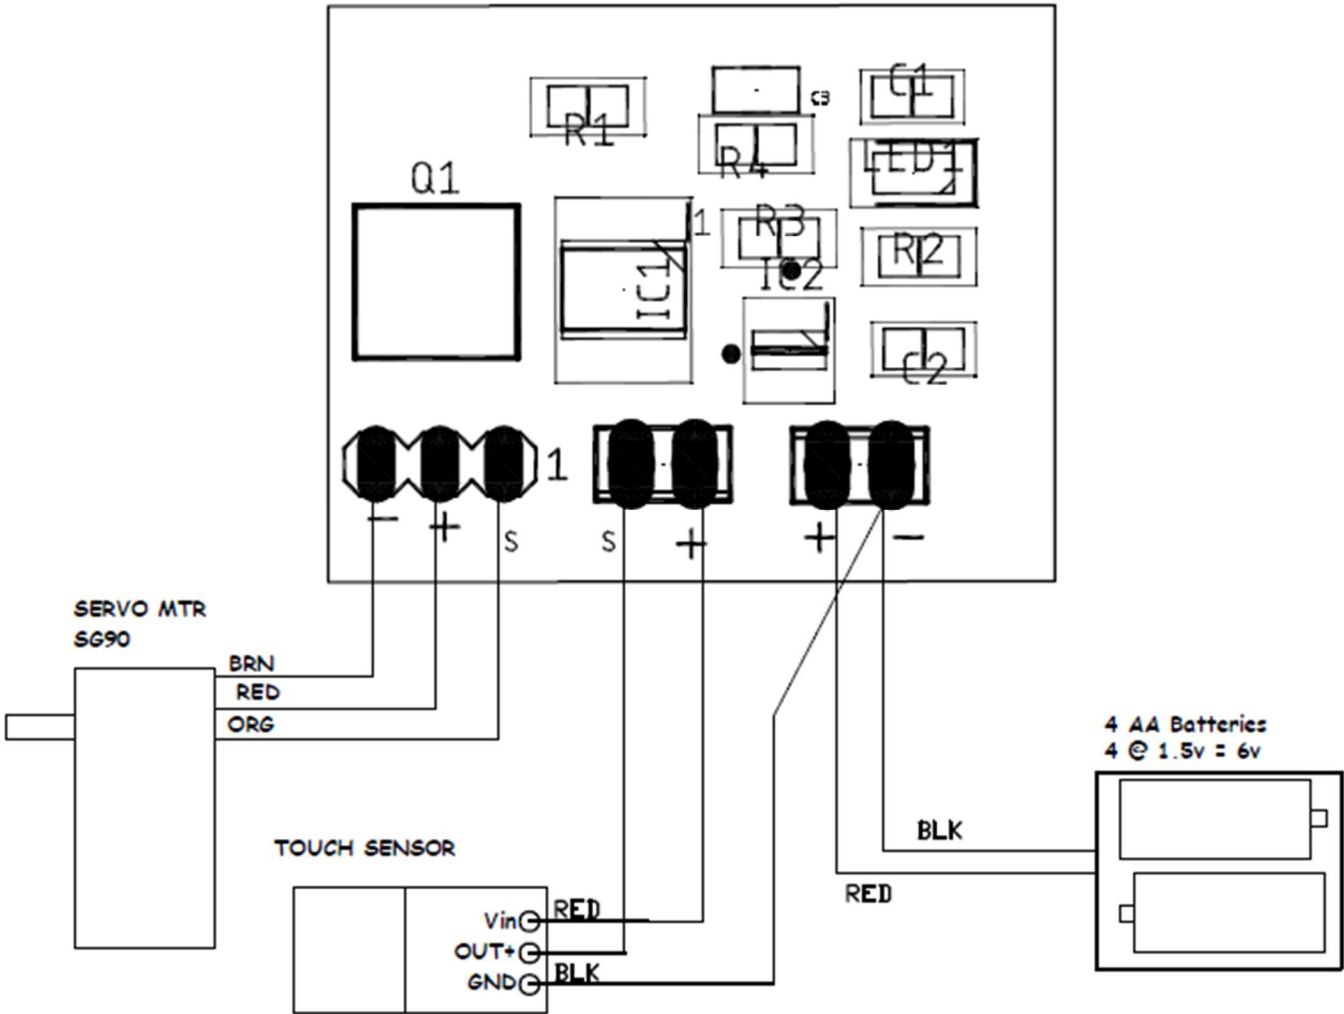 C1
C3
R1
R4
LED1
Q1
1
R3
R2
IC1
IC2
C2
1
- + S
S +
+ -
SERVO MTR
SG90
BRN
RED
ORG
4 AA Batteries
4 @ 1.5v = 6v
BLK
RED
TOUCH SENSOR
Vin RED
OUT+
GND BLK